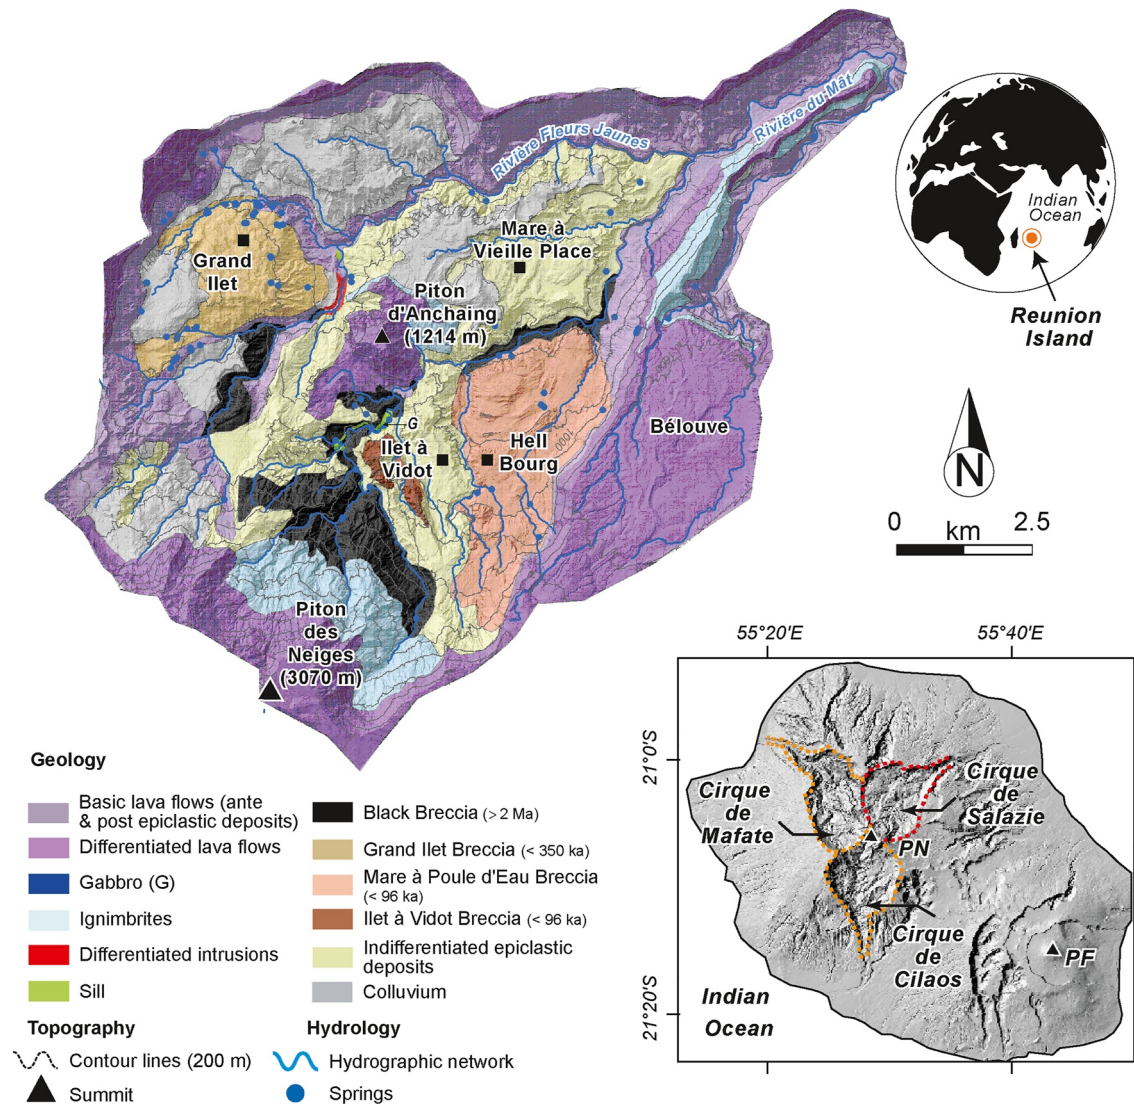 Rivière du Mât
Rivière Fleurs Jaunes
Mare à
Vieille Place
Grand
Ilet
Piton
d'Anchaing
(1214 m)
G
Ilet à
Vidot
Hell
Bourg
1000
Bélouve
Piton
des
Neiges
(3070 m)
Indian
Ocean
Reunion
Island
N
0
km
2.5
Geology
Basic lava flows (ante
& post epiclastic deposits)
Differentiated lava flows
Gabbro (G)
Ignimbrites
Differentiated intrusions
Sill
Black Breccia (> 2 Ma)
Grand Ilet Breccia (< 350 ka)
Mare à Poule d'Eau Breccia
(< 96 ka)
Ilet à Vidot Breccia (< 96 ka)
Indifferentiated epiclastic
deposits
Colluvium
Topography
Contour lines (200 m)
Summit
Hydrology
Hydrographic network
Springs
55°20'E
55°40'E
21°0'S
21°20'S
Cirque
de
Mafate
Cirque
de
Salazie
PN
Cirque
de
Cilaos
PF
Indian
Ocean